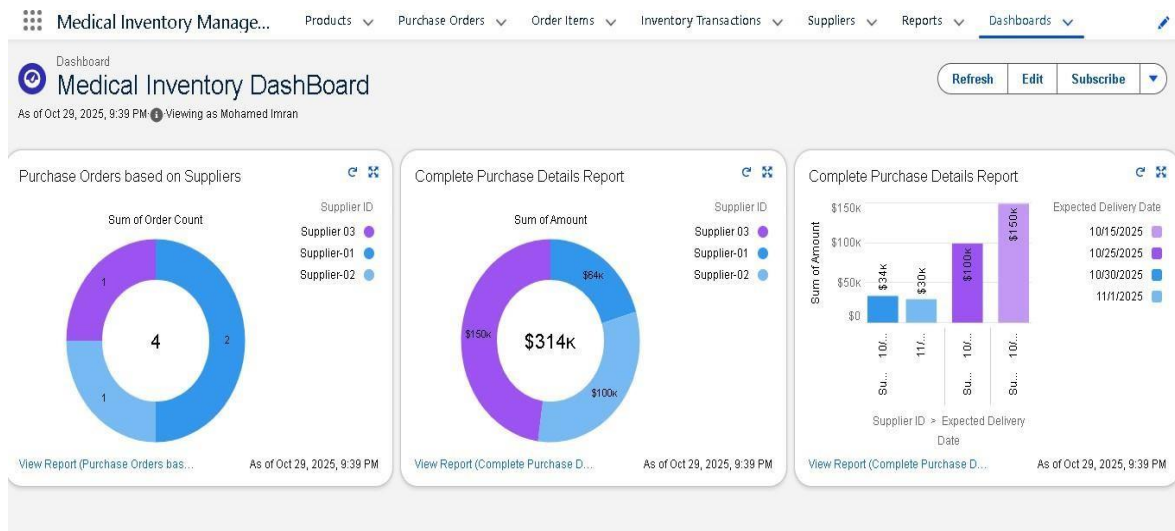 Medical Inventory Manage... Products Purchase Orders Order Items Inventory Transactions Suppliers Reports Dashboards
Dashboard
Medical Inventory DashBoard
As of Oct 29, 2025, 9:39 PM·Viewing as Mohamed Imran
Refresh Edit Subscribe
Purchase Orders based on Suppliers
Sum of Order Count
Supplier ID
Supplier 03
Supplier-01
Supplier-02
1
2
4
1
View Report (Purchase Orders bas... As of Oct 29, 2025, 9:39 PM
Complete Purchase Details Report
Sum of Amount
Supplier ID
Supplier 03
Supplier-01
Supplier-02
$64K
$150K
$314K
$100K
View Report (Complete Purchase D... As of Oct 29, 2025, 9:39 PM
Complete Purchase Details Report
Sum of Amount
$150K
$100K
$50K
$0
$34K
$30K
$100K
$150K
Su... 10/...
11/...
Su... 10/...
Su... 10/...
Supplier ID > Expected Delivery
Date
Expected Delivery Date
10/15/2025
10/25/2025
10/30/2025
11/1/2025
View Report (Complete Purchase D... As of Oct 29, 2025, 9:39 PM